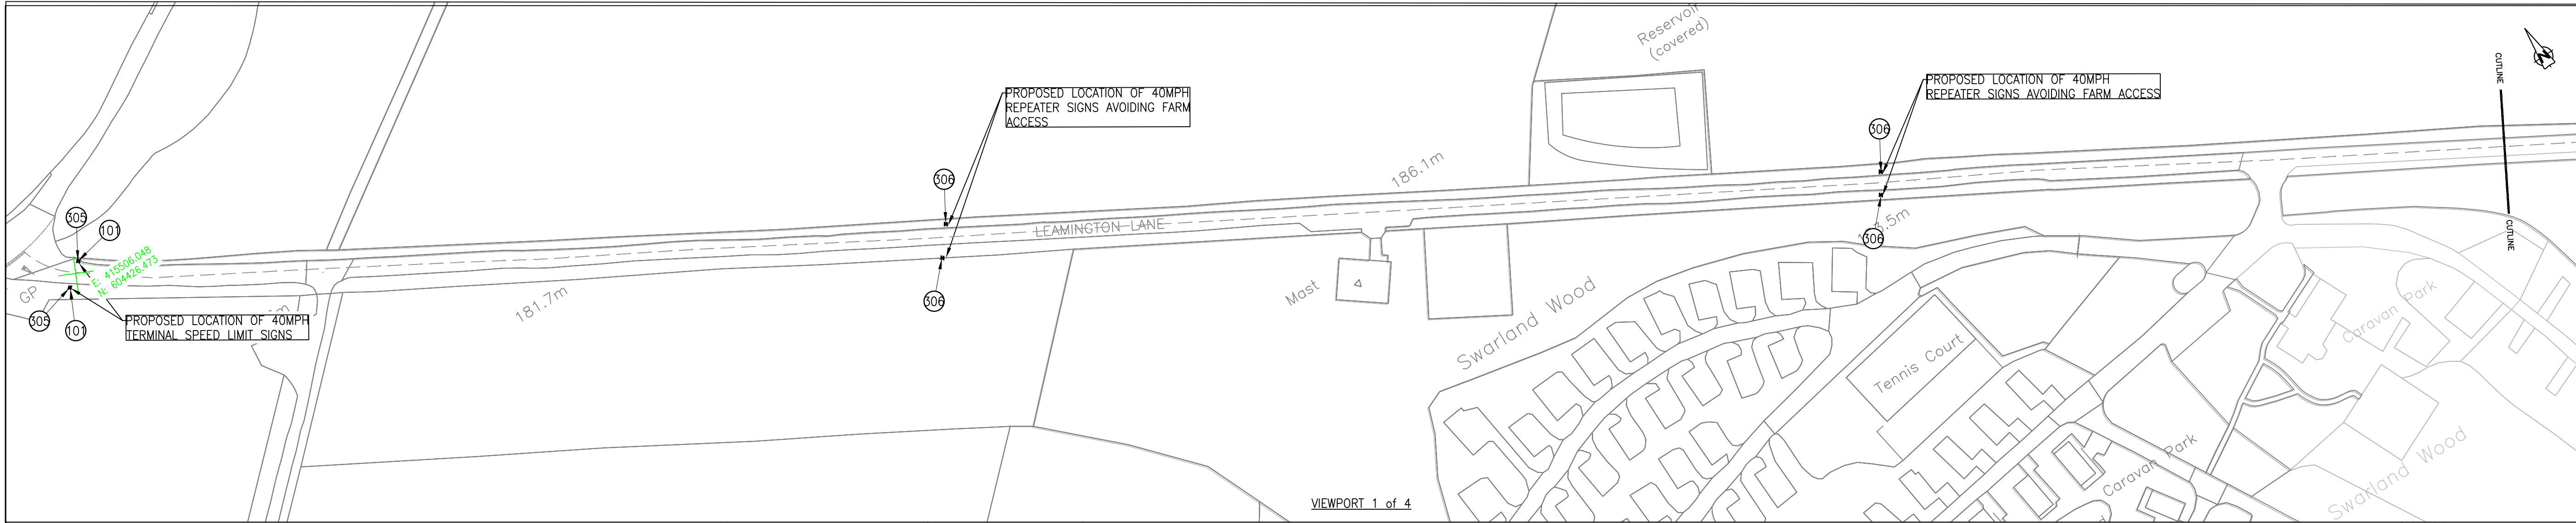 Reservoir
(covered)
N
CUTLINE
CUTLINE
PROPOSED LOCATION OF 40MPH
REPEATER SIGNS AVOIDING FARM
ACCESS
PROPOSED LOCATION OF 40MPH
REPEATER SIGNS AVOIDING FARM ACCESS
306
306
186.1m
305
101
E: 415506.048
N: 604426.473
LEAMINGTON LANE
306
306
GP
305
101
PROPOSED LOCATION OF 40MPH
TERMINAL SPEED LIMIT SIGNS
181.7m
Mast
Swarland Wood
Tennis Court
Caravan Park
Caravan Park
Swarland Wood
VIEWPORT 1 of 4